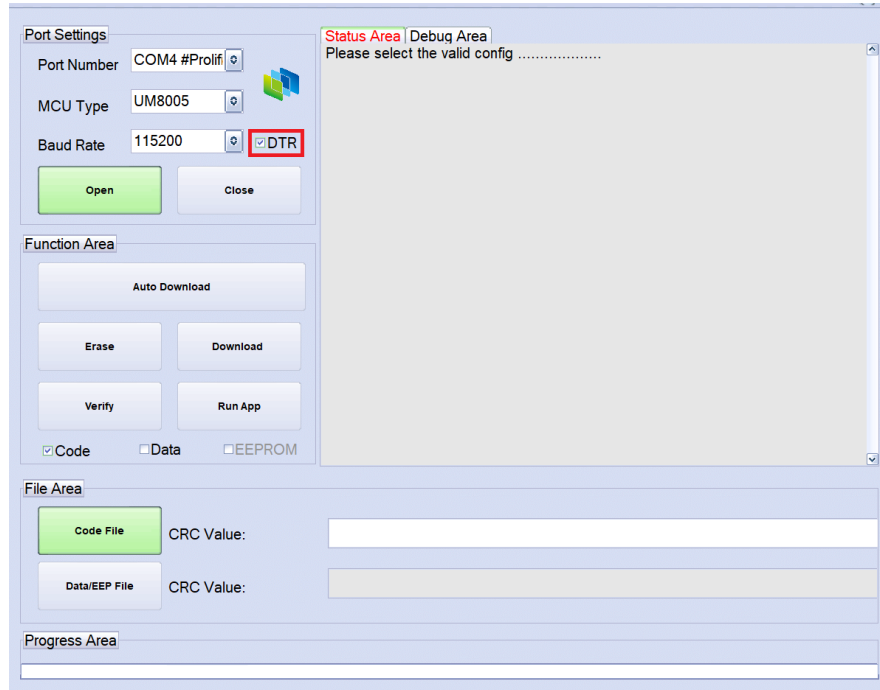 Port Settings
Port Number COM4 #Prolifi
MCU Type UM8005
Baud Rate 115200 DTR
Open Close
Function Area
Auto Download
Erase Download
Verify Run App
Code Data EEPROM
Status Area Debug Area
Please select the valid config ...................
File Area
Code File CRC Value:
Data/EEP File CRC Value:
Progress Area